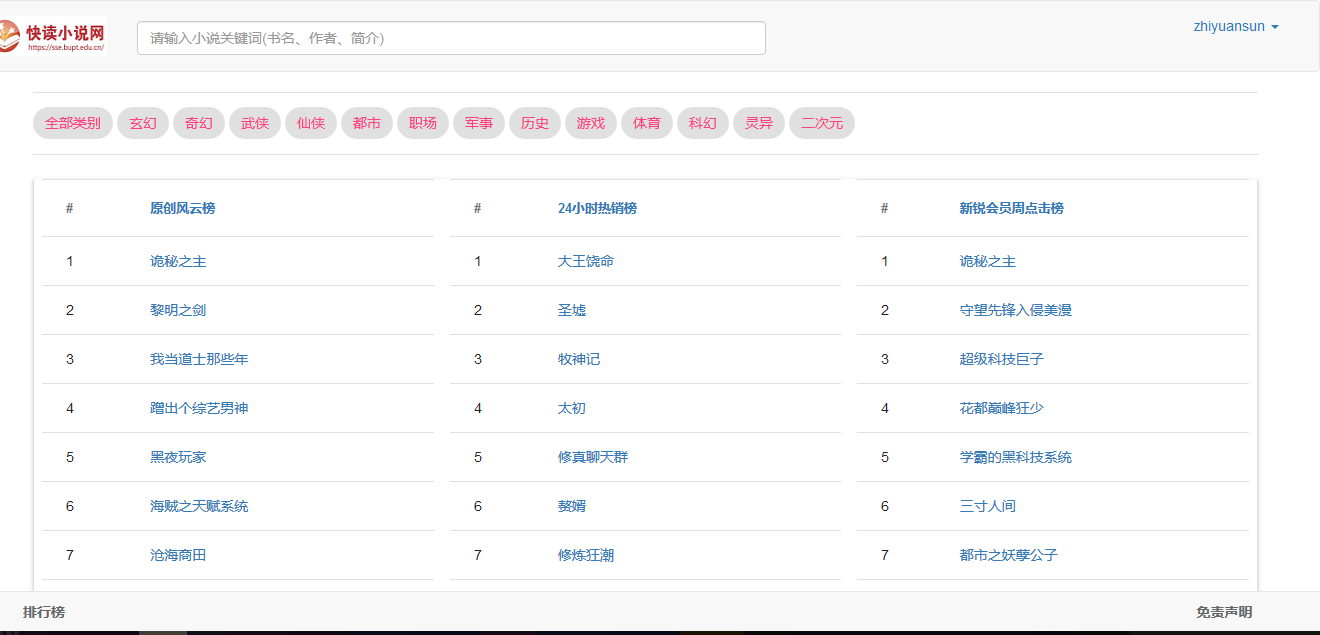 快读小说网
https://sse.bupt.edu.cn/
请输入小说关键词(书名、作者、简介)
zhiyuansun
全部类别 玄幻 奇幻 武侠 仙侠 都市 职场 军事 历史 游戏 体育 科幻 灵异 二次元
# 原创风云榜 # 24小时热销榜 # 新锐会员周点击榜
1 诡秘之主 1 大王饶命 1 诡秘之主
2 黎明之剑 2 圣墟 2 守望先锋入侵美漫
3 我当道士那些年 3 牧神记 3 超级科技巨子
4 蹭出个综艺男神 4 太初 4 花都巅峰狂少
5 黑夜玩家 5 修真聊天群 5 学霸的黑科技系统
6 海贼之天赋系统 6 赘婿 6 三寸人间
7 沧海商田 7 修炼狂潮 7 都市之妖孽公子
排行榜 免责声明